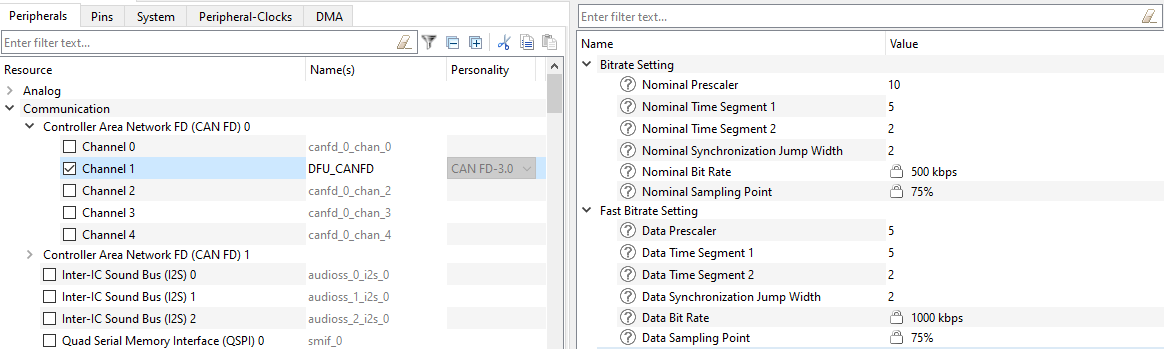 Peripherals Pins System Peripheral-Clocks DMA
Enter filter text...
Resource Name(s) Personality
Analog
Communication
Controller Area Network FD (CAN FD) 0
Channel 0 canfd_0_chan_0
Channel 1 DFU_CANFD CAN FD-3.0
Channel 2 canfd_0_chan_2
Channel 3 canfd_0_chan_3
Channel 4 canfd_0_chan_4
Controller Area Network FD (CAN FD) 1
Inter-IC Sound Bus (I2S) 0 audioss_0_i2s_0
Inter-IC Sound Bus (I2S) 1 audioss_1_i2s_0
Inter-IC Sound Bus (I2S) 2 audioss_2_i2s_0
Quad Serial Memory Interface (QSPI) 0 smif_0
Enter filter text...
Name Value
Bitrate Setting
Nominal Prescaler 10
Nominal Time Segment 1 5
Nominal Time Segment 2 2
Nominal Synchronization Jump Width 2
Nominal Bit Rate 500 kbps
Nominal Sampling Point 75%
Fast Bitrate Setting
Data Prescaler 5
Data Time Segment 1 5
Data Time Segment 2 2
Data Synchronization Jump Width 2
Data Bit Rate 1000 kbps
Data Sampling Point 75%